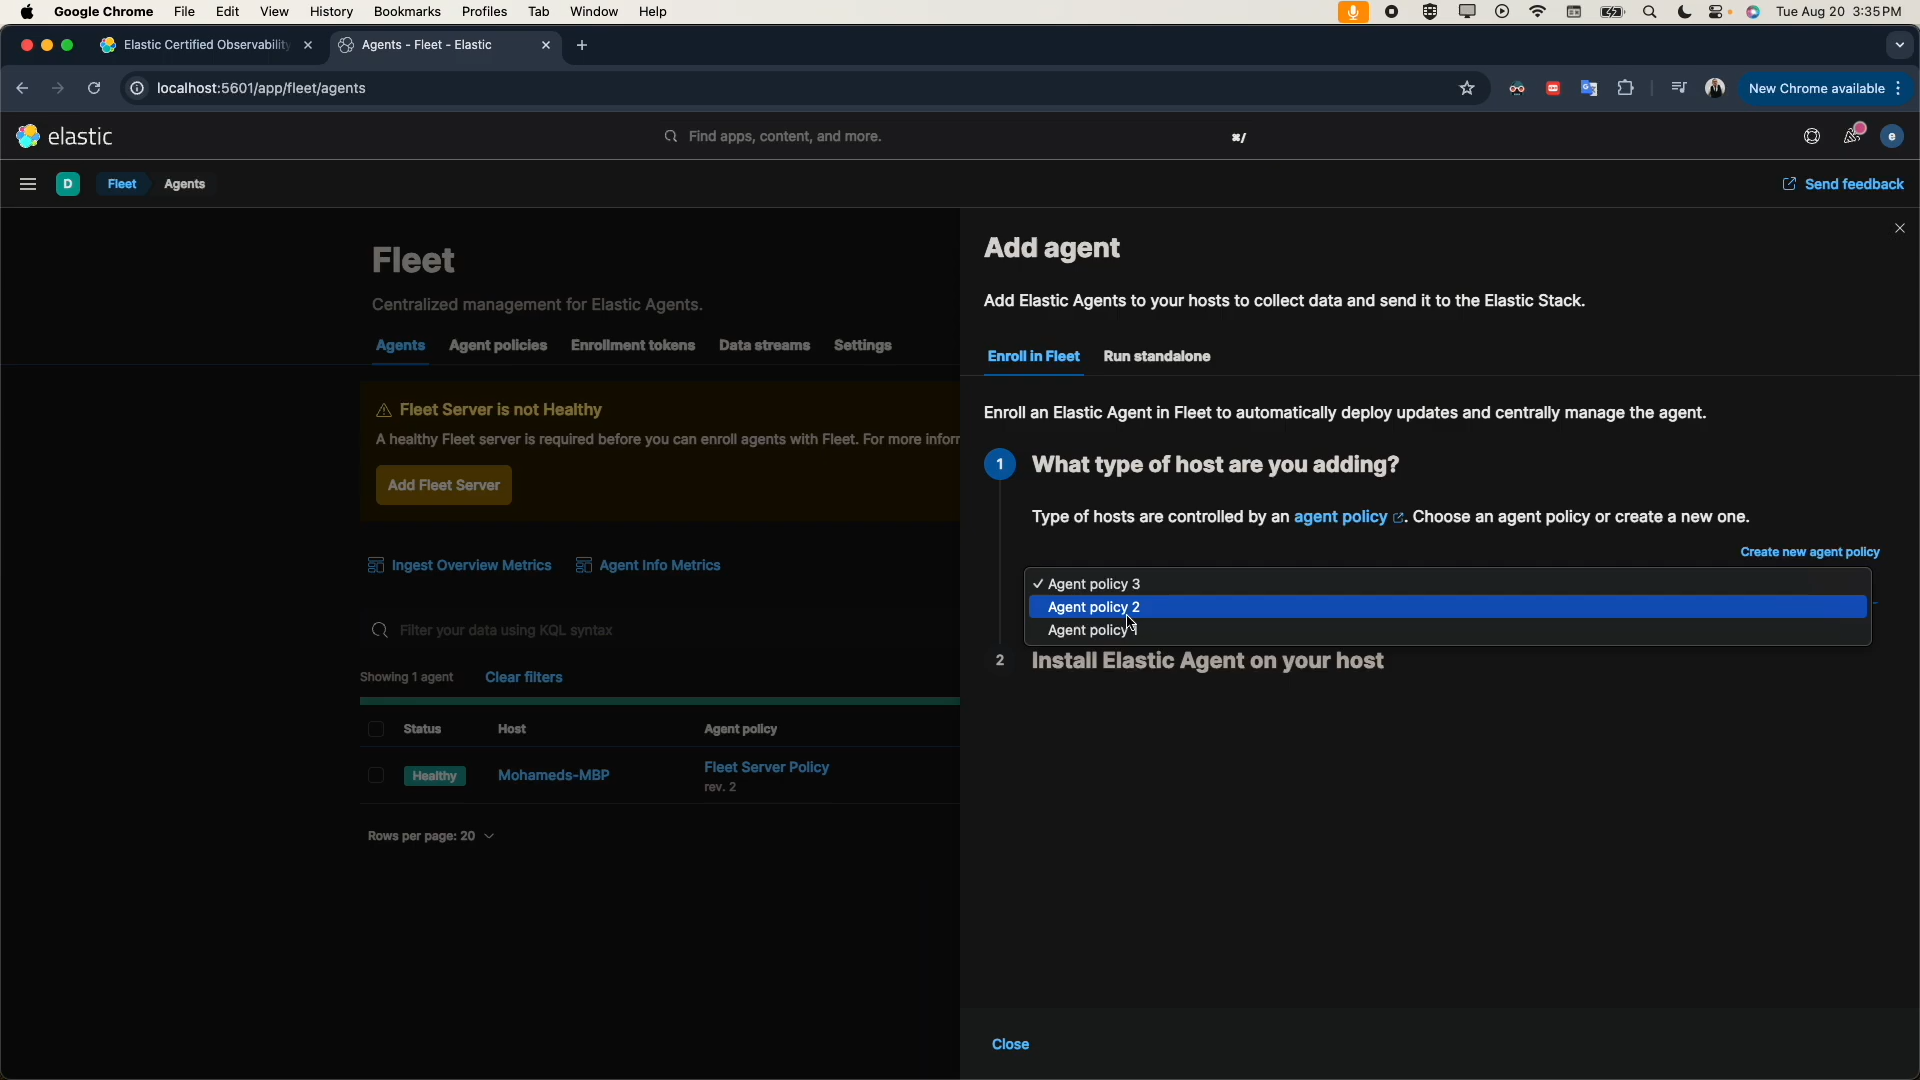 Google Chrome File Edit View History Bookmarks Profiles Tab Window Help Tue Aug 20 3:35 PM
Elastic Certified Observability Agents - Fleet - Elastic
localhost:5601/app/fleet/agents New Chrome available
elastic Find apps, content, and more. ⌘/ e
D Fleet Agents Send feedback
Fleet
Centralized management for Elastic Agents.
Agents Agent policies Enrollment tokens Data streams Settings
Fleet Server is not Healthy
A healthy Fleet server is required before you can enroll agents with Fleet. For more infor
Add Fleet Server
Ingest Overview Metrics Agent Info Metrics
Filter your data using KQL syntax
Showing 1 agent Clear filters
Status Host Agent policy
Healthy Mohameds-MBP Fleet Server Policy
rev. 2
Rows per page: 20
Add agent
Add Elastic Agents to your hosts to collect data and send it to the Elastic Stack.
Enroll in Fleet Run standalone
Enroll an Elastic Agent in Fleet to automatically deploy updates and centrally manage the agent.
1 What type of host are you adding?
Type of hosts are controlled by an agent policy. Choose an agent policy or create a new one.
Create new agent policy
✓ Agent policy 3
Agent policy 2
Agent policy 1
2 Install Elastic Agent on your host
Close